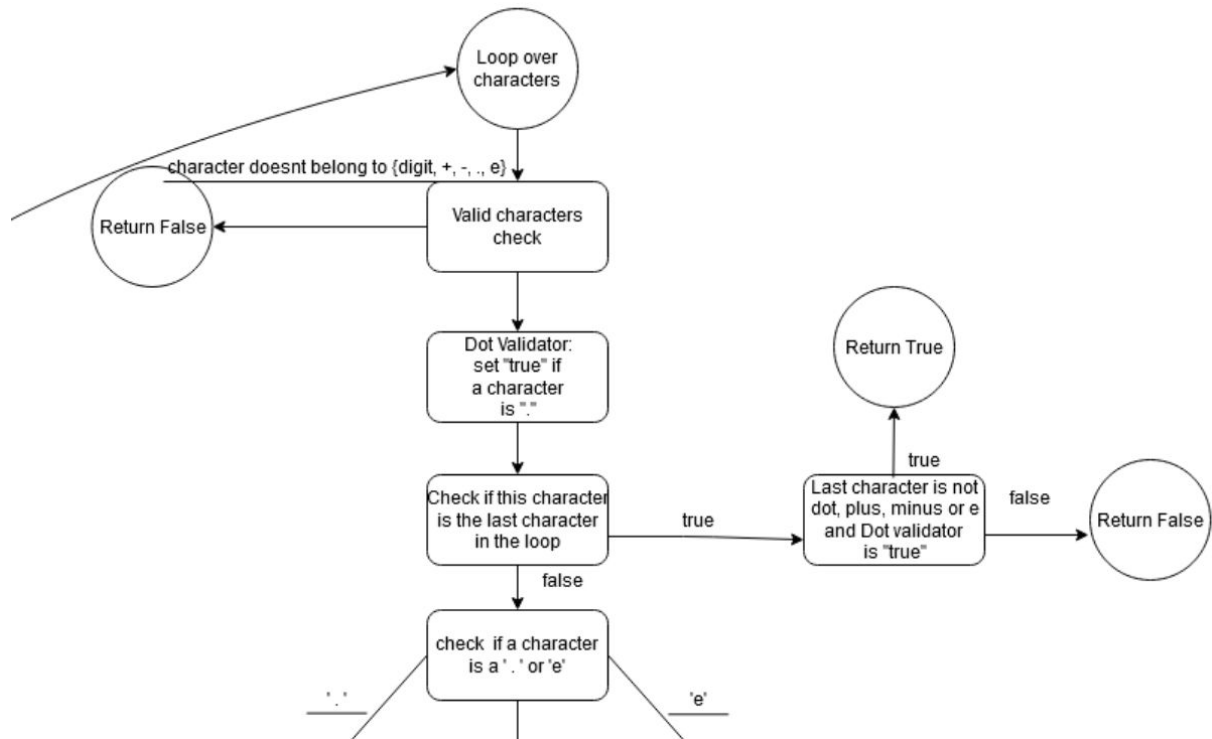 Loop over
characters
character doesnt belong to {digit, +, -, ., e}
Return False
Valid characters
check
Dot Validator:
set "true" if
a character
is "."
Return True
true
Check if this character
is the last character
in the loop
true
Last character is not
dot, plus, minus or e
and Dot validator
is "true"
false
Return False
false
check if a character
is a ' . ' or 'e'
' . '
'e'